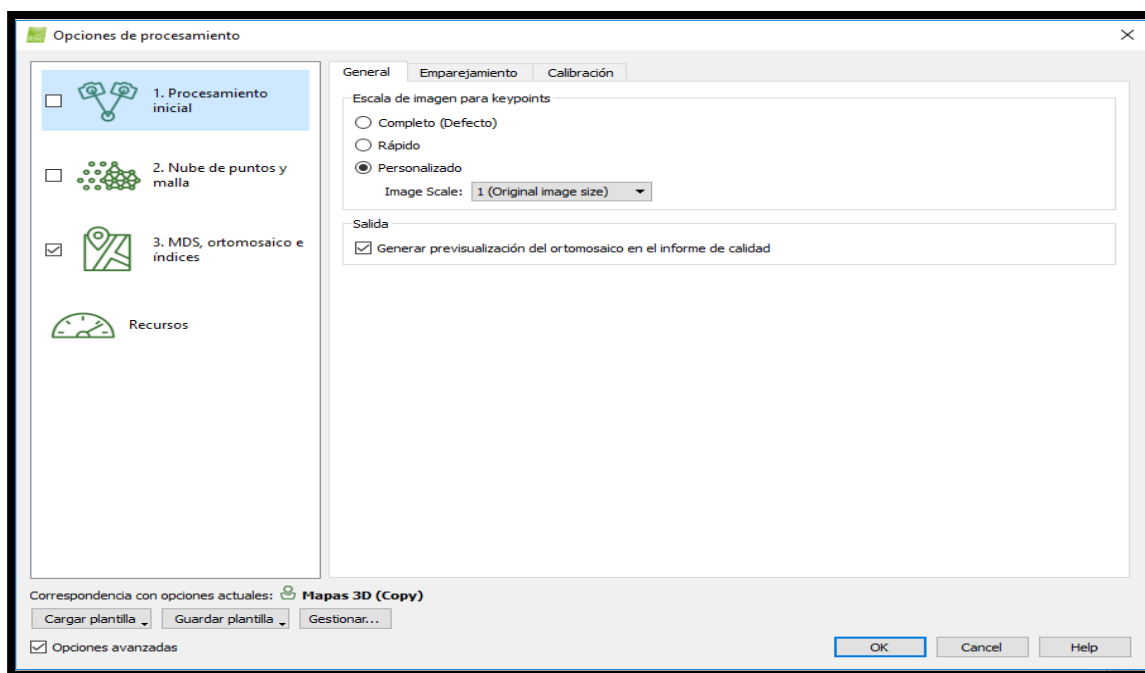 Opciones de procesamiento
1. Procesamiento
inicial
2. Nube de puntos y
malla
3. MDS, ortomosaico e
índices
Recursos
General Emparejamiento Calibración
Escala de imagen para keypoints
Completo (Defecto)
Rápido
Personalizado
Image Scale: 1 (Original image size)
Salida
Generar previsualización del ortomosaico en el informe de calidad
Correspondencia con opciones actuales: Mapas 3D (Copy)
Cargar plantilla Guardar plantilla Gestionar...
Opciones avanzadas OK Cancel Help